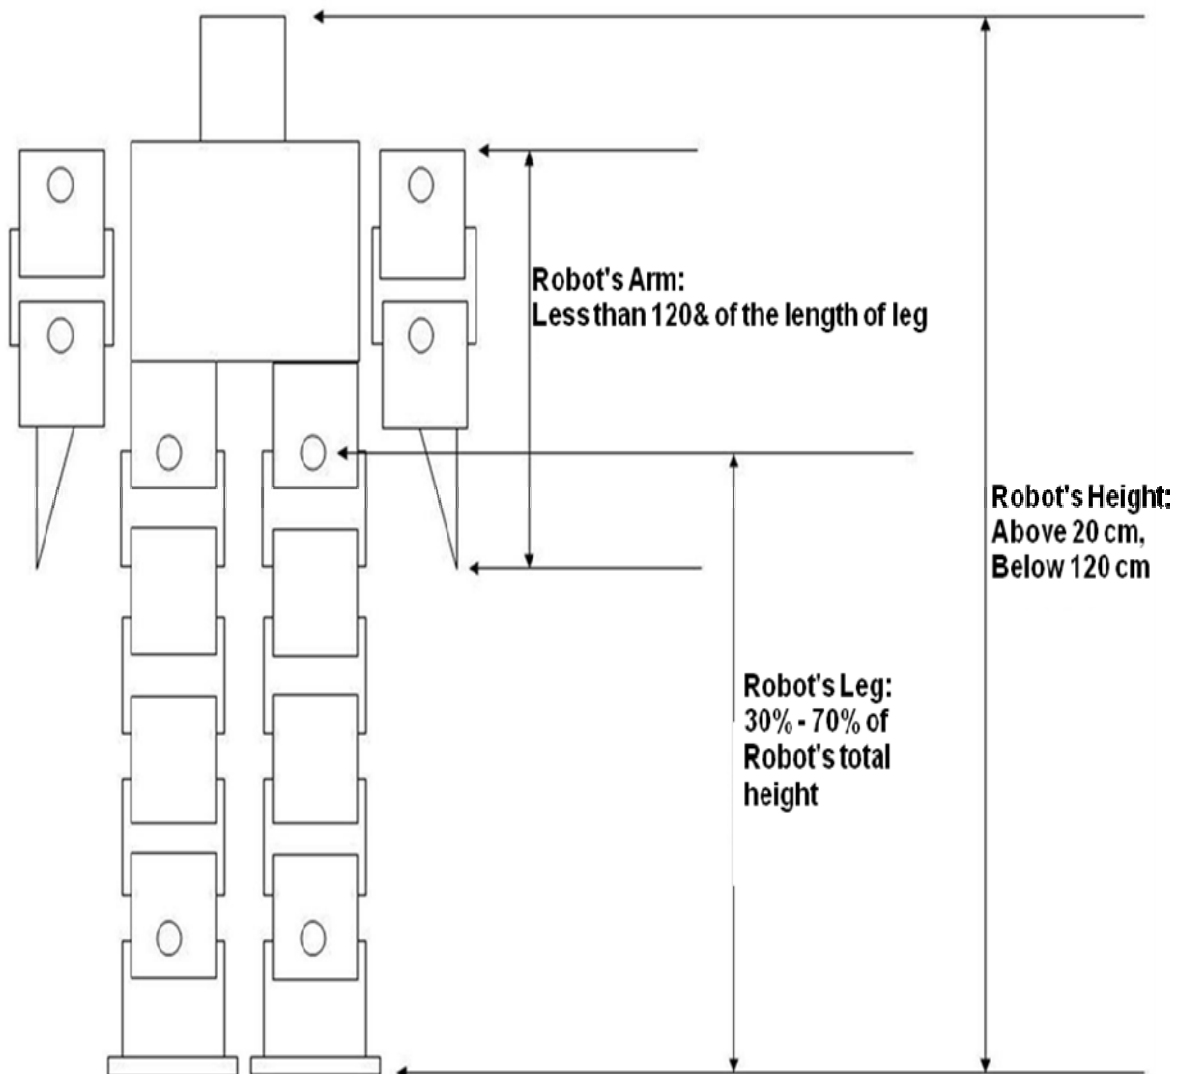 Robot's Arm:
Less than 120& of the length of leg
Robot's Height:
Above 20 cm,
Below 120 cm
Robot's Leg:
30% - 70% of
Robot's total
height